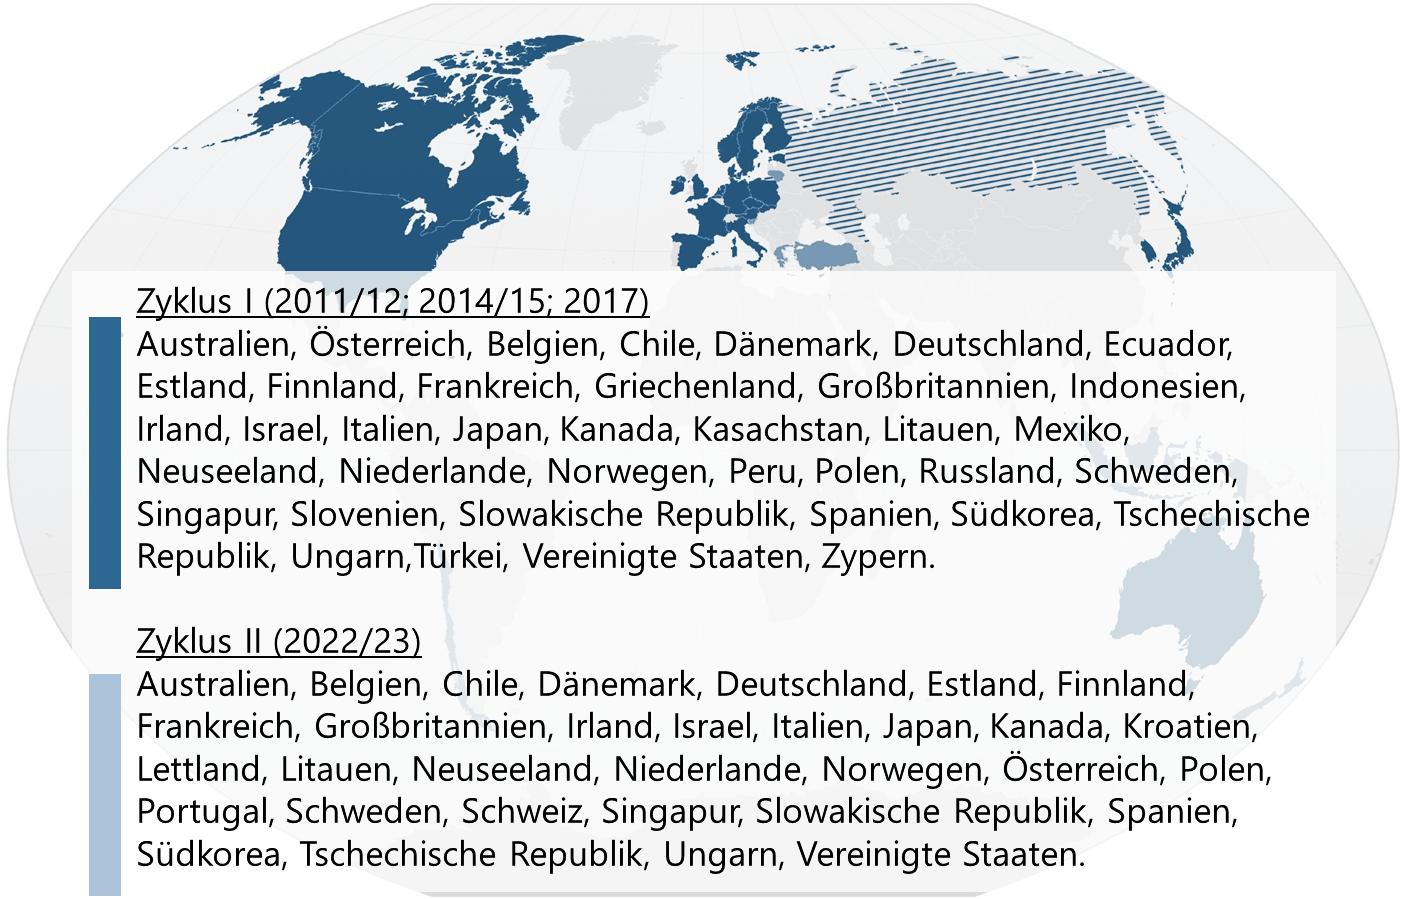 Zyklus I (2011/12; 2014/15; 2017)
Australien, Österreich, Belgien, Chile, Dänemark, Deutschland, Ecuador,
Estland, Finnland, Frankreich, Griechenland, Großbritannien, Indonesien,
Irland, Israel, Italien, Japan, Kanada, Kasachstan, Litauen, Mexiko,
Neuseeland, Niederlande, Norwegen, Peru, Polen, Russland, Schweden,
Singapur, Slovenien, Slowakische Republik, Spanien, Südkorea, Tschechische
Republik, Ungarn,Türkei, Vereinigte Staaten, Zypern.
Zyklus II (2022/23)
Australien, Belgien, Chile, Dänemark, Deutschland, Estland, Finnland,
Frankreich, Großbritannien, Irland, Israel, Italien, Japan, Kanada, Kroatien,
Lettland, Litauen, Neuseeland, Niederlande, Norwegen, Österreich, Polen,
Portugal, Schweden, Schweiz, Singapur, Slowakische Republik, Spanien,
Südkorea, Tschechische Republik, Ungarn, Vereinigte Staaten.